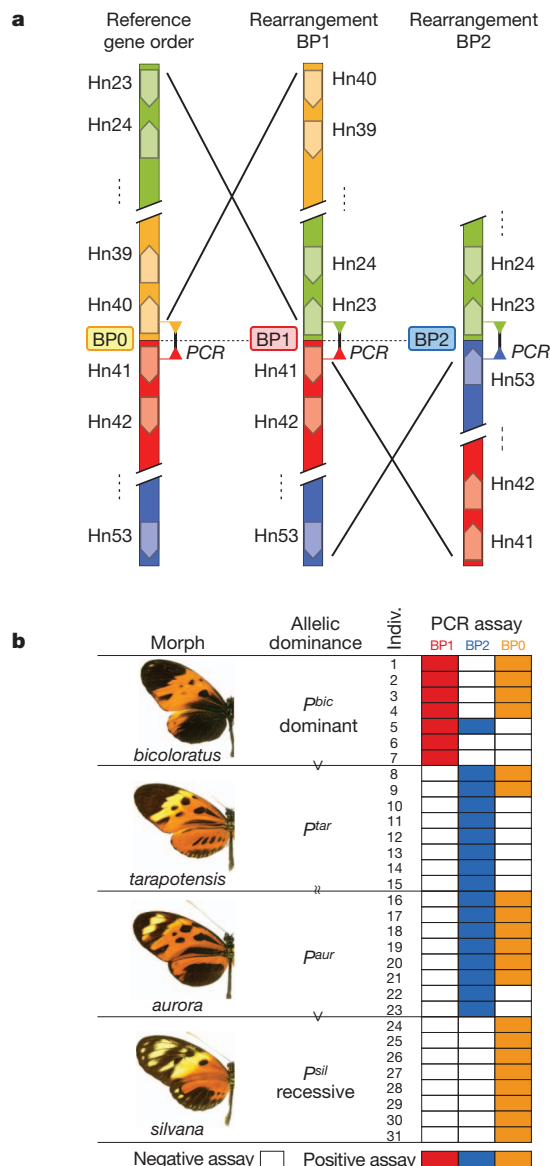 a
Reference gene order
Rearrangement BP1
Rearrangement BP2
Hn23
Hn24
Hn39
Hn40
BP0
PCR
Hn41
Hn42
Hn53
Hn40
Hn39
Hn24
Hn23
BP1
PCR
Hn41
Hn42
Hn53
Hn24
Hn23
BP2
PCR
Hn53
Hn42
Hn41
b
Morph
Allelic dominance
Indiv.
PCR assay
BP1 BP2 BP0
bicoloratus
Pbic dominant
1
2
3
4
5
6
7
>
tarapotensis
Ptar
8
9
10
11
12
13
14
15
≈
aurora
Paur
16
17
18
19
20
21
22
23
>
silvana
Psil recessive
24
25
26
27
28
29
30
31
Negative assay
Positive assay